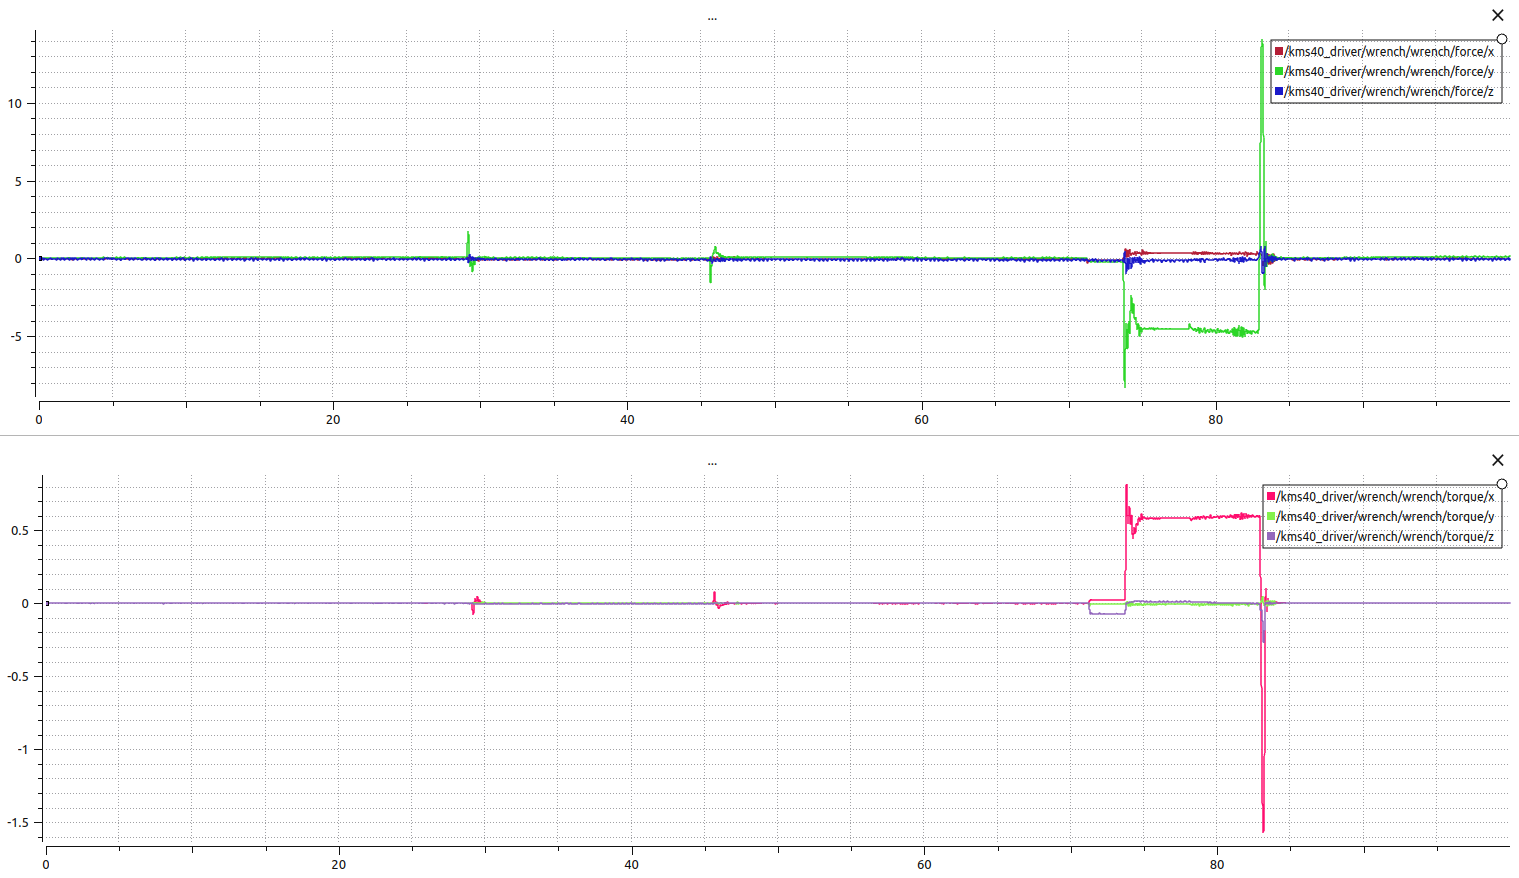 ...
/kms40_driver/wrench/wrench/force/x
/kms40_driver/wrench/wrench/force/y
/kms40_driver/wrench/wrench/force/z
10
5
0
-5
0 20 40 60 80
...
/kms40_driver/wrench/wrench/torque/x
/kms40_driver/wrench/wrench/torque/y
/kms40_driver/wrench/wrench/torque/z
0.5
0
-0.5
-1
-1.5
0 20 40 60 80